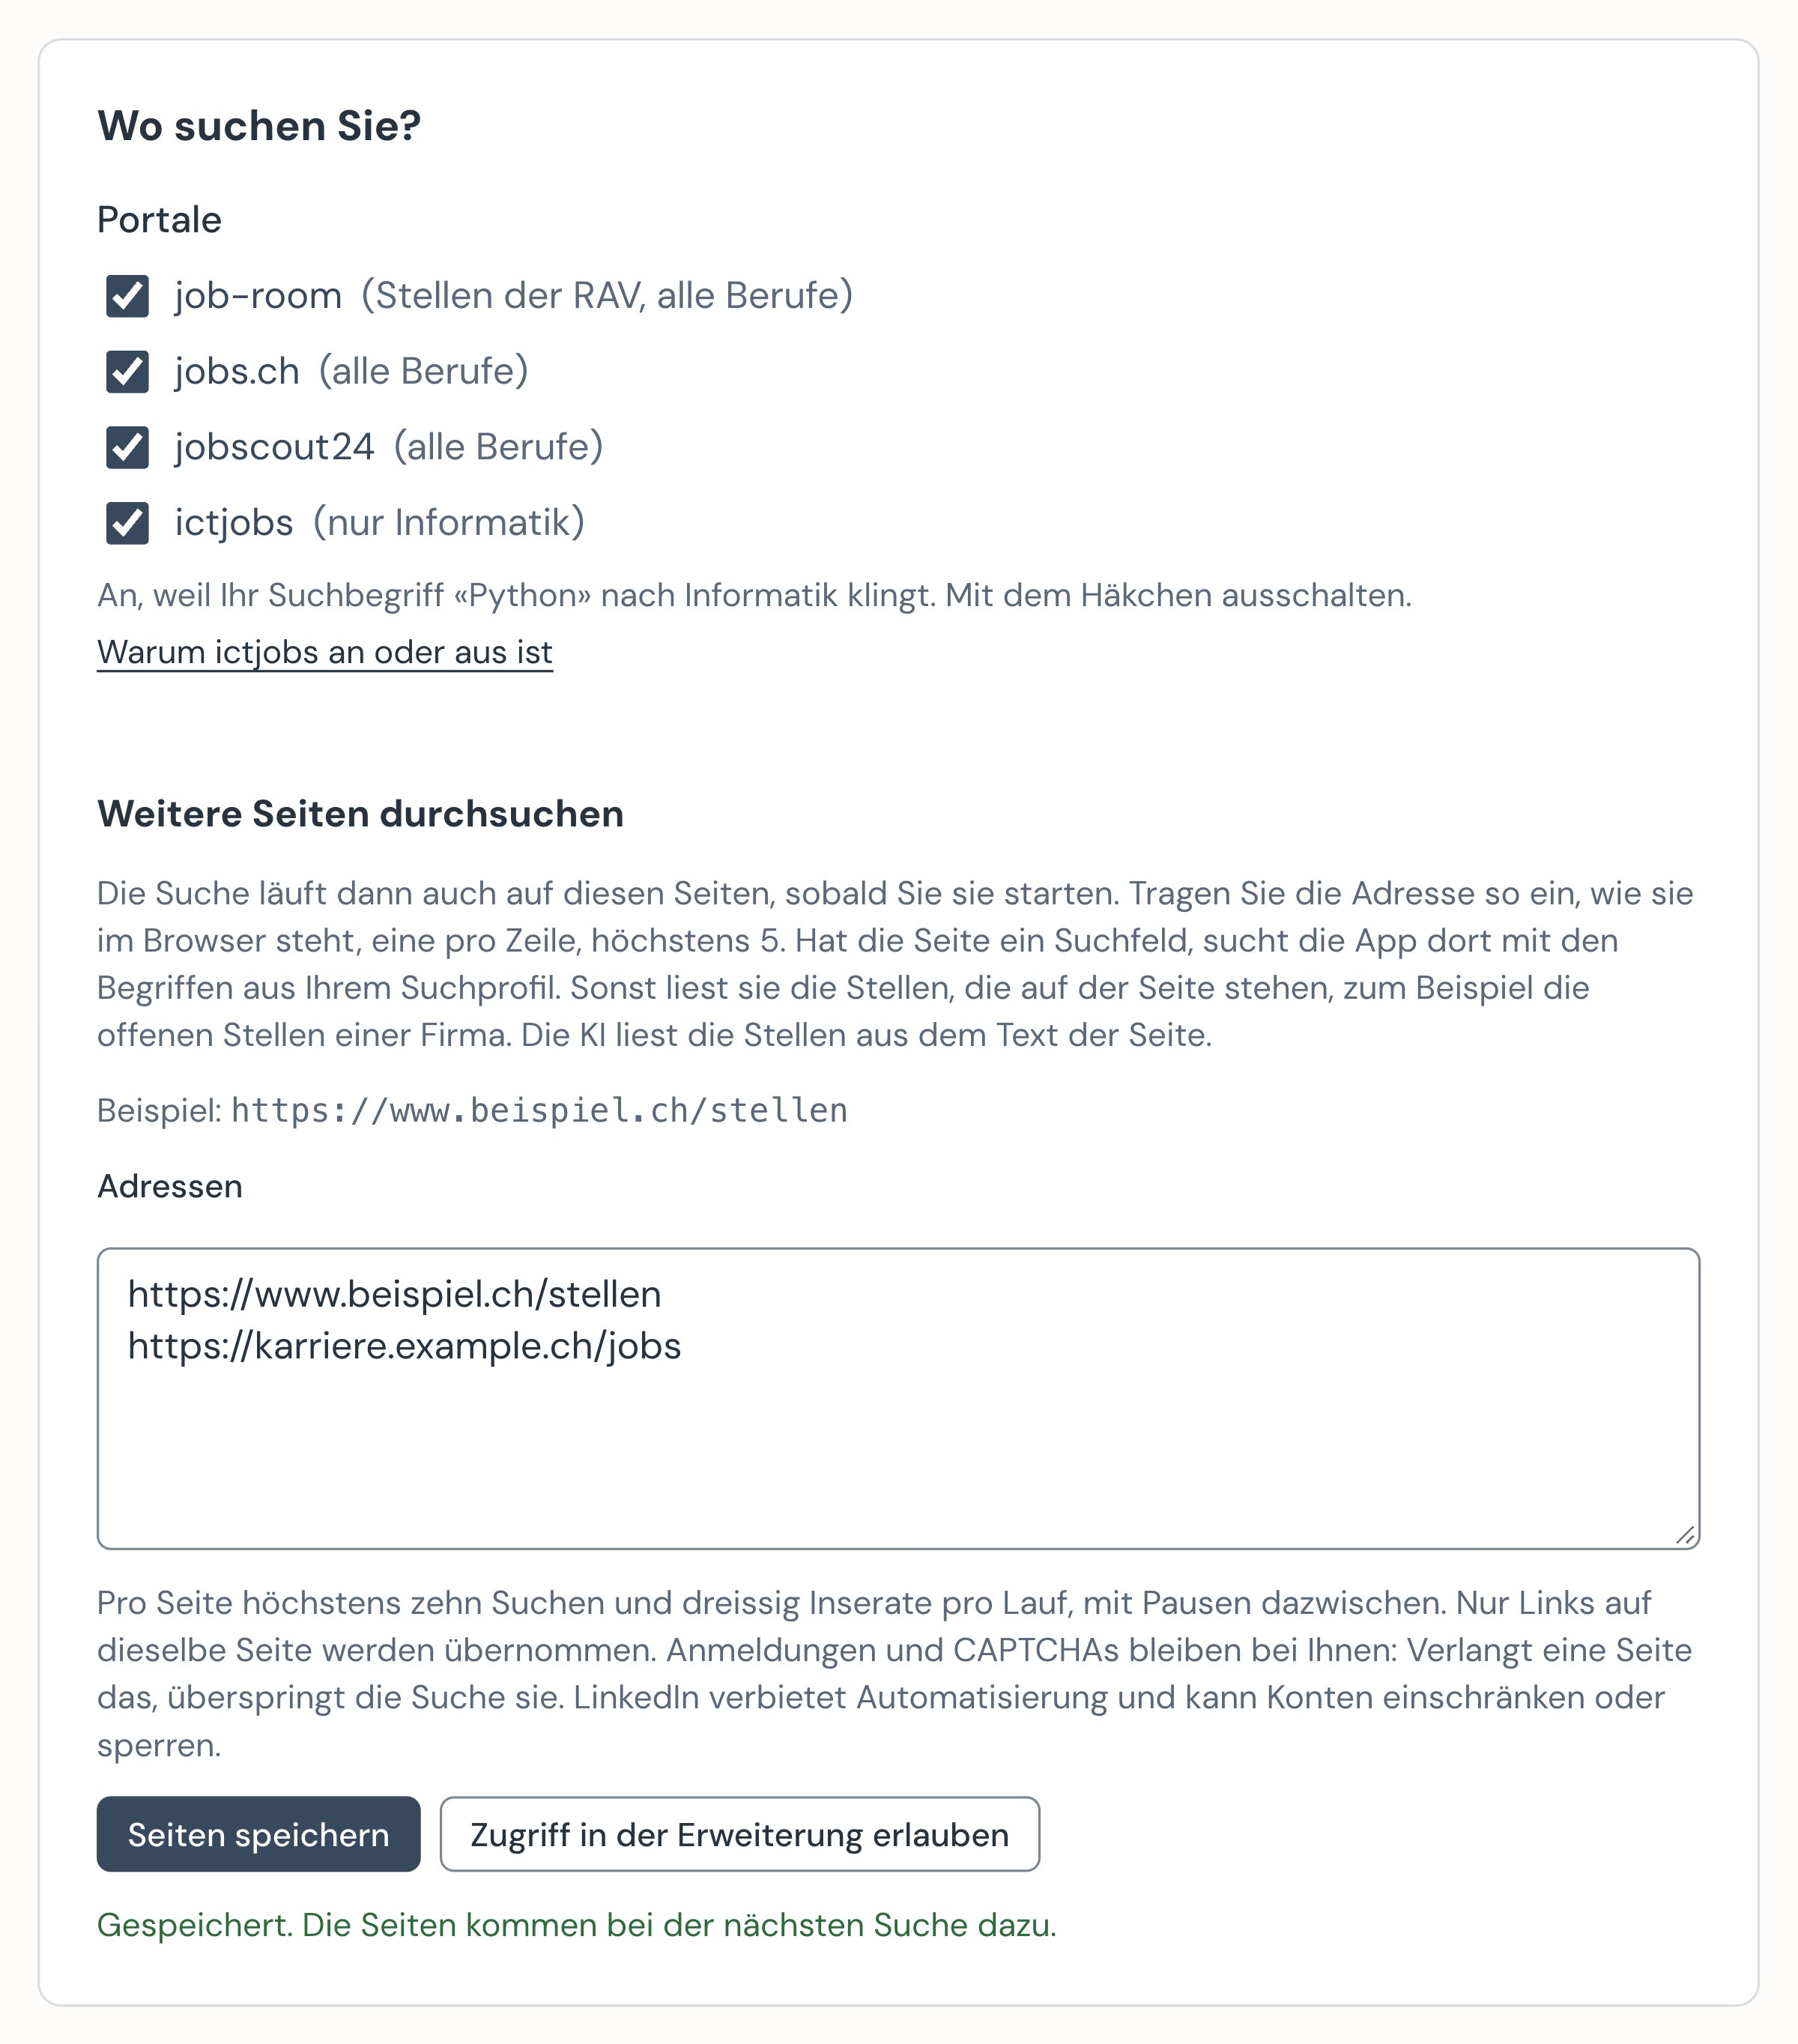 Wo suchen Sie?
Portale
job-room (Stellen der RAV, alle Berufe)
jobs.ch (alle Berufe)
jobscout24 (alle Berufe)
ictjobs (nur Informatik)
An, weil Ihr Suchbegriff «Python» nach Informatik klingt. Mit dem Häkchen ausschalten.
Warum ictjobs an oder aus ist
Weitere Seiten durchsuchen
Die Suche läuft dann auch auf diesen Seiten, sobald Sie sie starten. Tragen Sie die Adresse so ein, wie sie
im Browser steht, eine pro Zeile, höchstens 5. Hat die Seite ein Suchfeld, sucht die App dort mit den
Begriffen aus Ihrem Suchprofil. Sonst liest sie die Stellen, die auf der Seite stehen, zum Beispiel die
offenen Stellen einer Firma. Die KI liest die Stellen aus dem Text der Seite.
Beispiel: https://www.beispiel.ch/stellen
Adressen
https://www.beispiel.ch/stellen
https://karriere.example.ch/jobs
Pro Seite höchstens zehn Suchen und dreissig Inserate pro Lauf, mit Pausen dazwischen. Nur Links auf
dieselbe Seite werden übernommen. Anmeldungen und CAPTCHAs bleiben bei Ihnen: Verlangt eine Seite
das, überspringt die Suche sie. LinkedIn verbietet Automatisierung und kann Konten einschränken oder
sperren.
Seiten speichern
Zugriff in der Erweiterung erlauben
Gespeichert. Die Seiten kommen bei der nächsten Suche dazu.